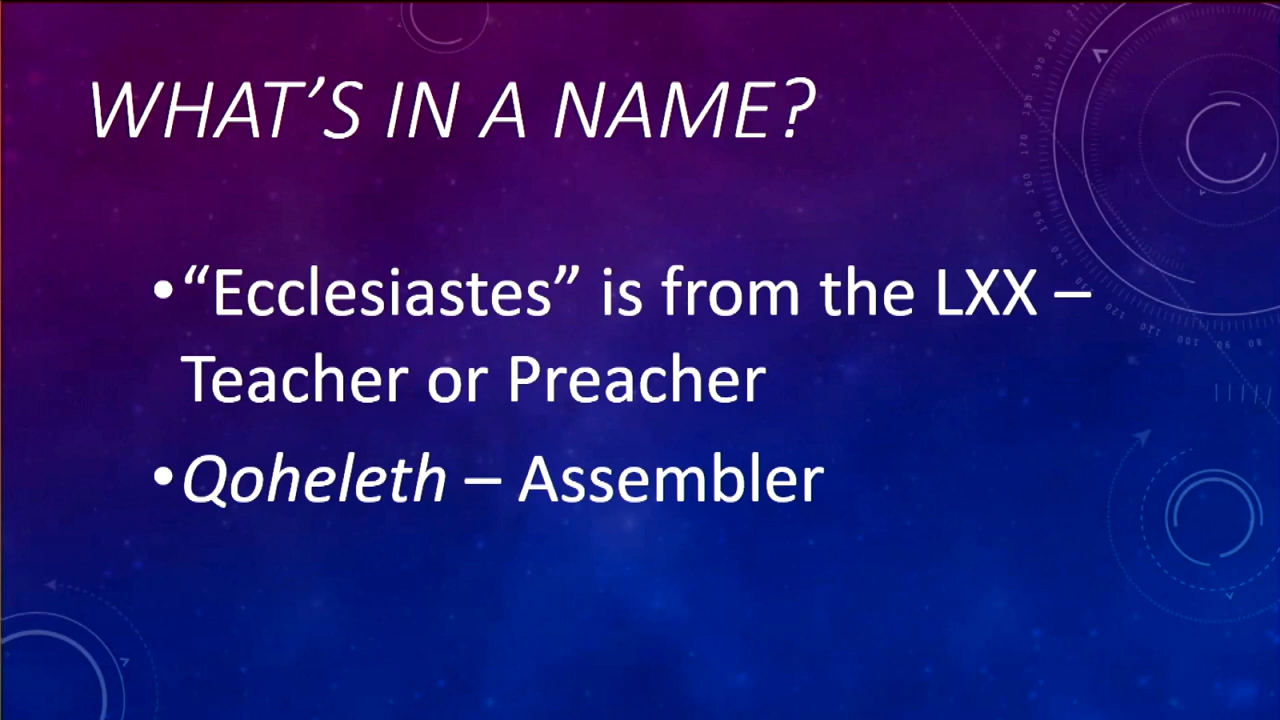 WHAT'S IN A NAME?
•“Ecclesiastes” is from the LXX –
Teacher or Preacher
•Qoheleth – Assembler